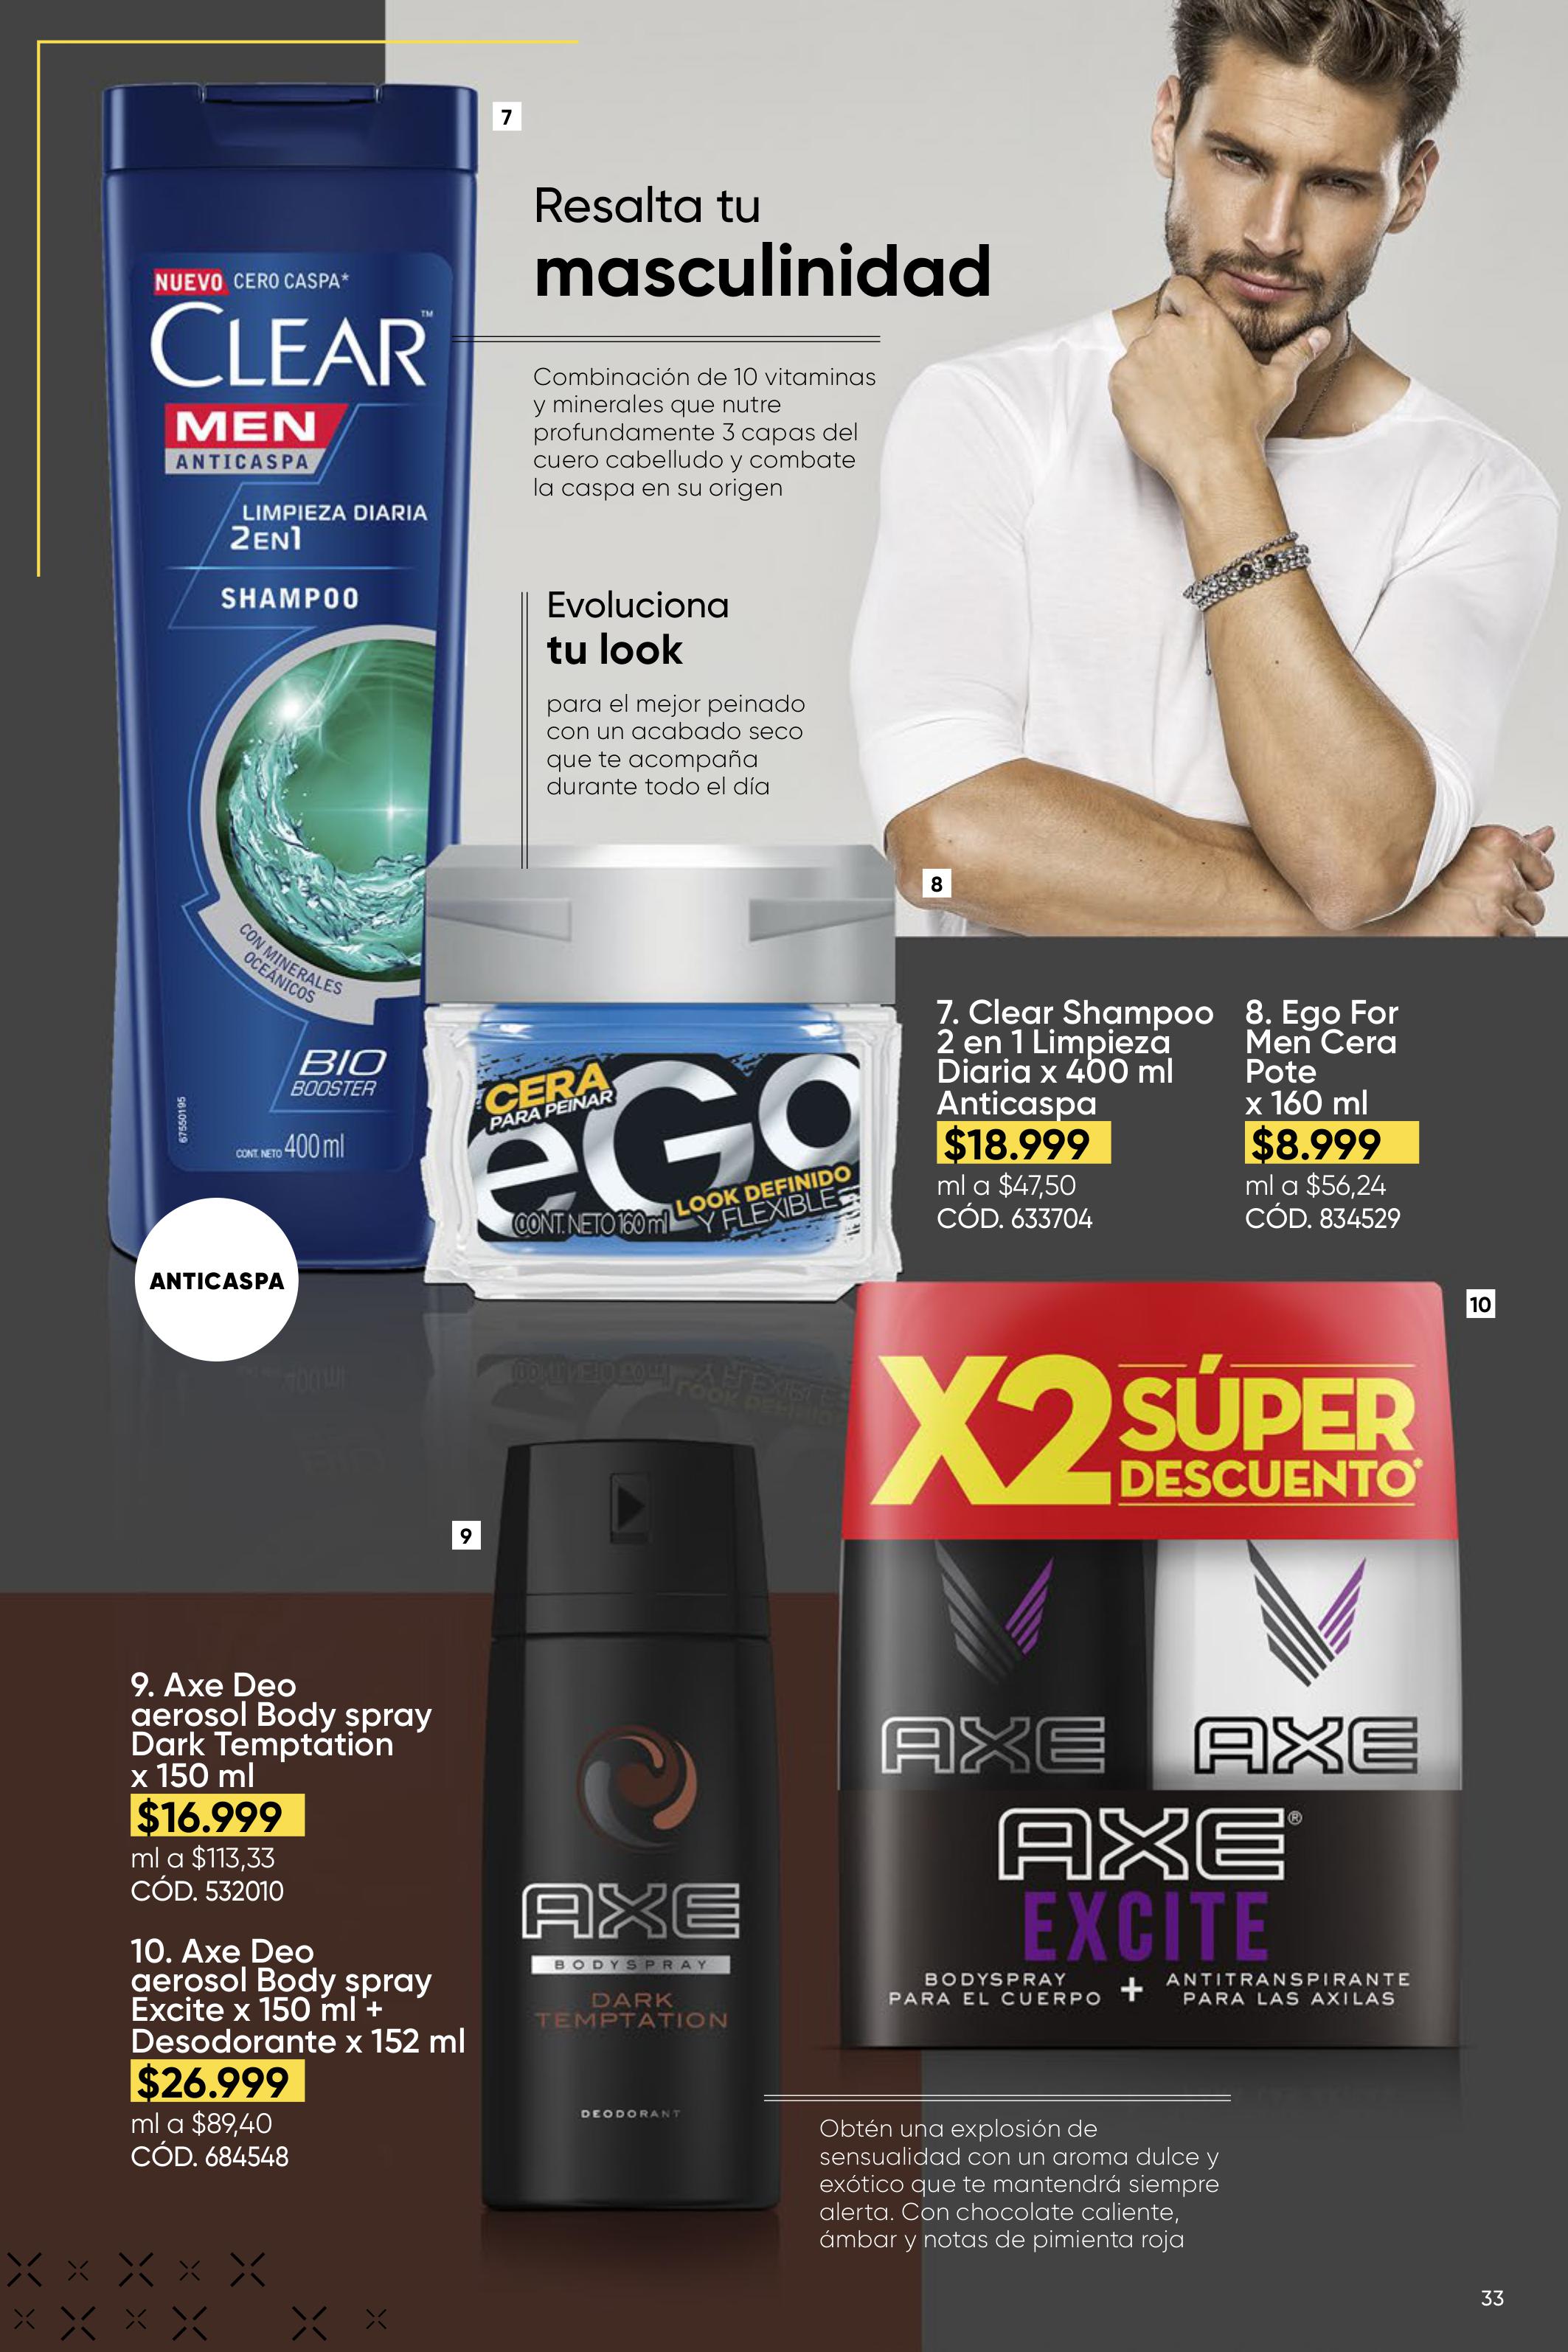 7
Resalta tu
masculinidad
Combinación de 10 vitaminas
y minerales que nutre
profundamente 3 capas del
cuero cabelludo y combate
la caspa en su origen
NUEVO CERO CASPA*
CLEAR™
MEN
ANTICASPA
LIMPIEZA DIARIA
2EN1
SHAMPOO
CON MINERALES
OCEÁNICOS
BIO
BOOSTER
67550195
CONT. NETO 400 ml
ANTICASPA
Evoluciona
tu look
para el mejor peinado
con un acabado seco
que te acompaña
durante todo el día
8
CERA
PARA PEINAR
eGo
LOOK DEFINIDO
Y FLEXIBLE
CONT. NETO 160 ml
7. Clear Shampoo
2 en 1 Limpieza
Diaria x 400 ml
Anticaspa
$18.999
ml a $47,50
CÓD. 633704
8. Ego For
Men Cera
Pote
x 160 ml
$8.999
ml a $56,24
CÓD. 834529
10
X2 SÚPER
DESCUENTO*
AXE
AXE
AXE®
EXCITE
BODYSPRAY
PARA EL CUERPO
+
ANTITRANSPIRANTE
PARA LAS AXILAS
9
AXE
BODYSPRAY
DARK
TEMPTATION
DEODORANT
9. Axe Deo
aerosol Body spray
Dark Temptation
x 150 ml
$16.999
ml a $113,33
CÓD. 532010
10. Axe Deo
aerosol Body spray
Excite x 150 ml +
Desodorante x 152 ml
$26.999
ml a $89,40
CÓD. 684548
Obtén una explosión de
sensualidad con un aroma dulce y
exótico que te mantendrá siempre
alerta. Con chocolate caliente,
ámbar y notas de pimienta roja
33